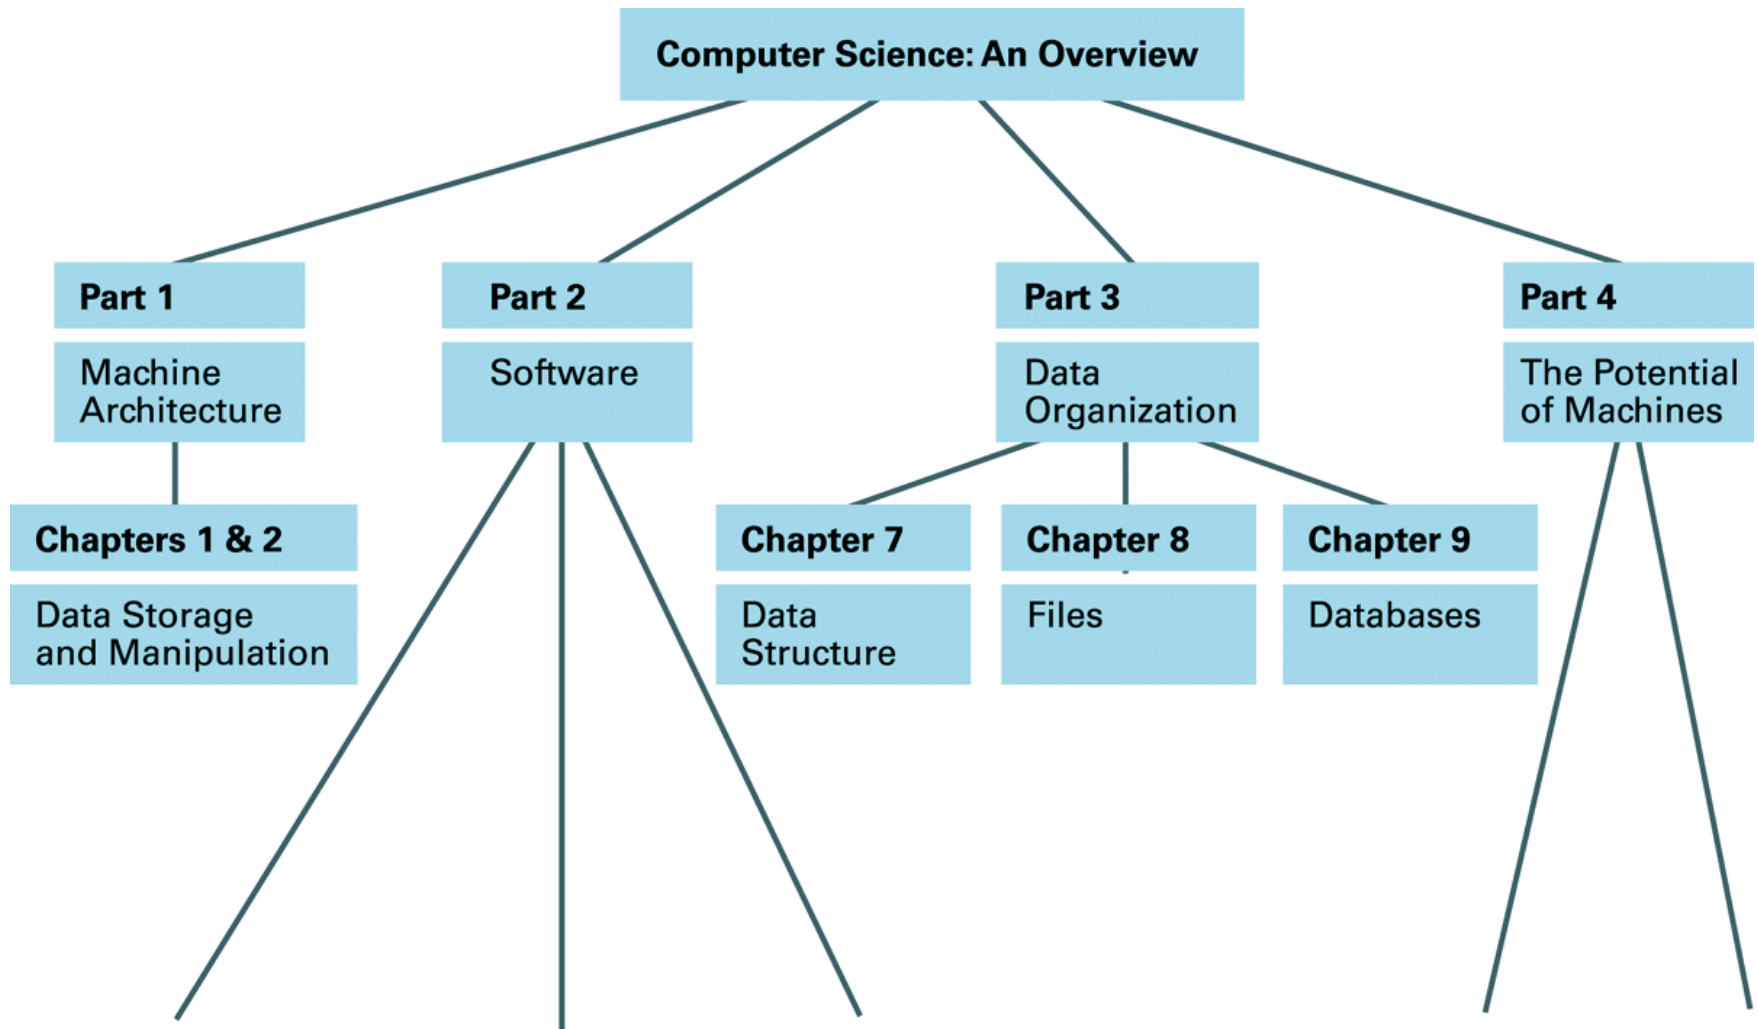 Computer Science: An Overview
Part 1
Machine
Architecture
Part 2
Software
Part 3
Data
Organization
Part 4
The Potential
of Machines
Chapters 1 & 2
Data Storage
and Manipulation
Chapter 7
Data
Structure
Chapter 8
Files
Chapter 9
Databases